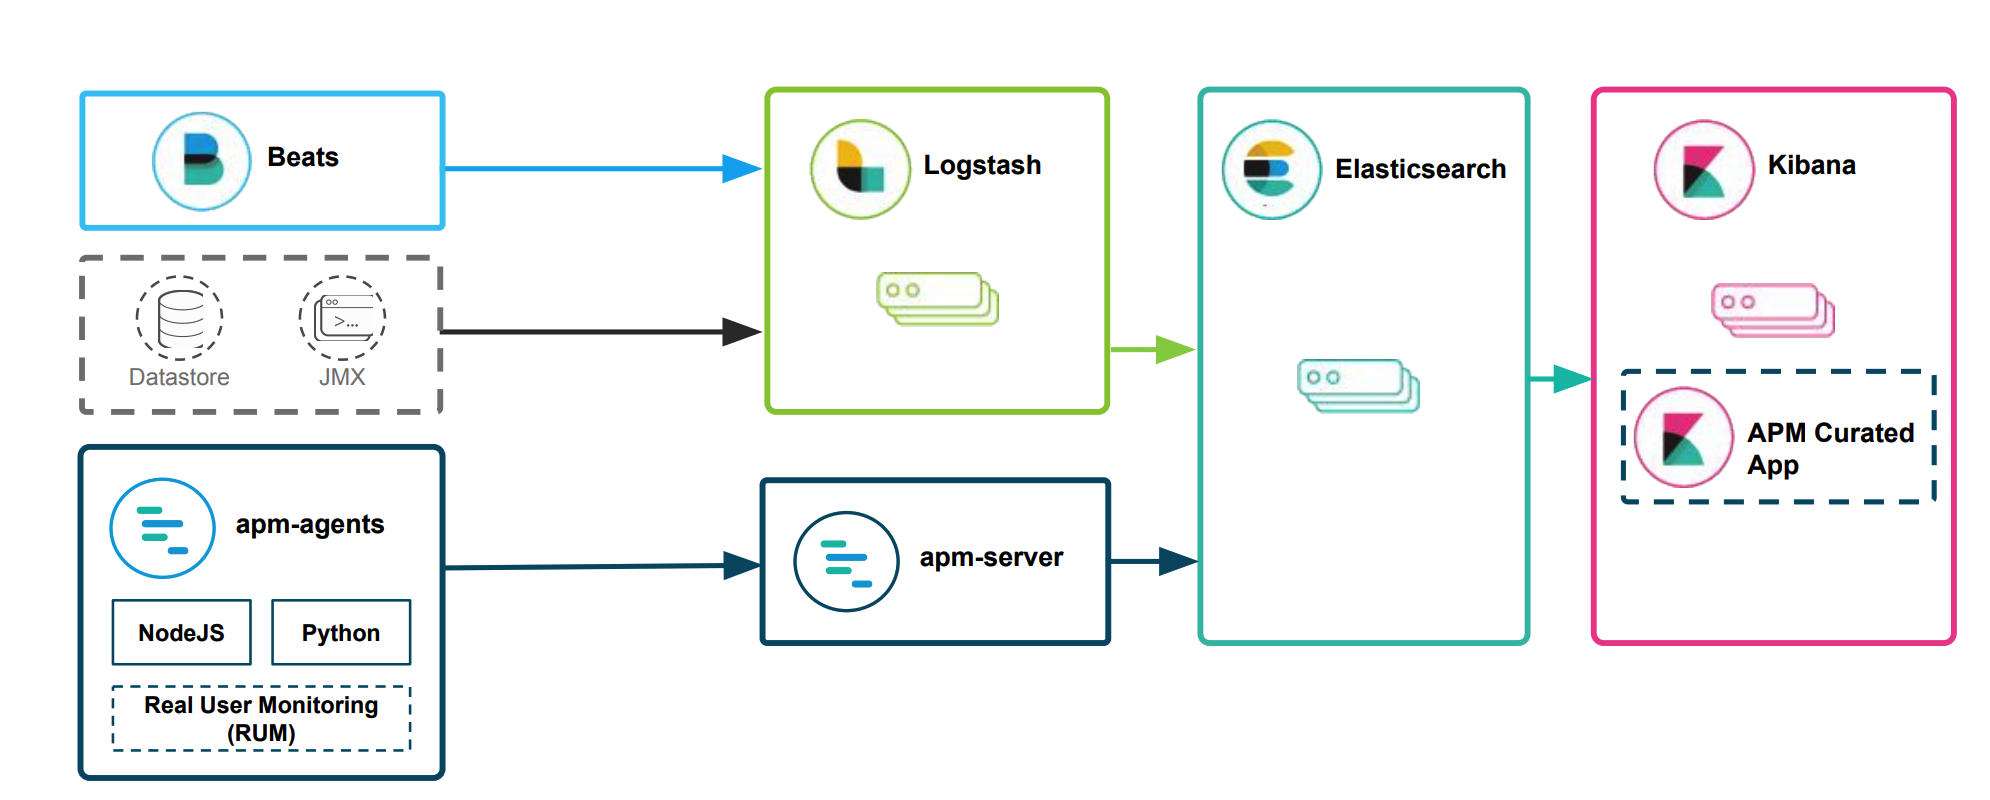 Beats
Logstash
Elasticsearch
Kibana
>...
Datastore
JMX
APM Curated
App
apm-agents
apm-server
NodeJS
Python
Real User Monitoring
(RUM)